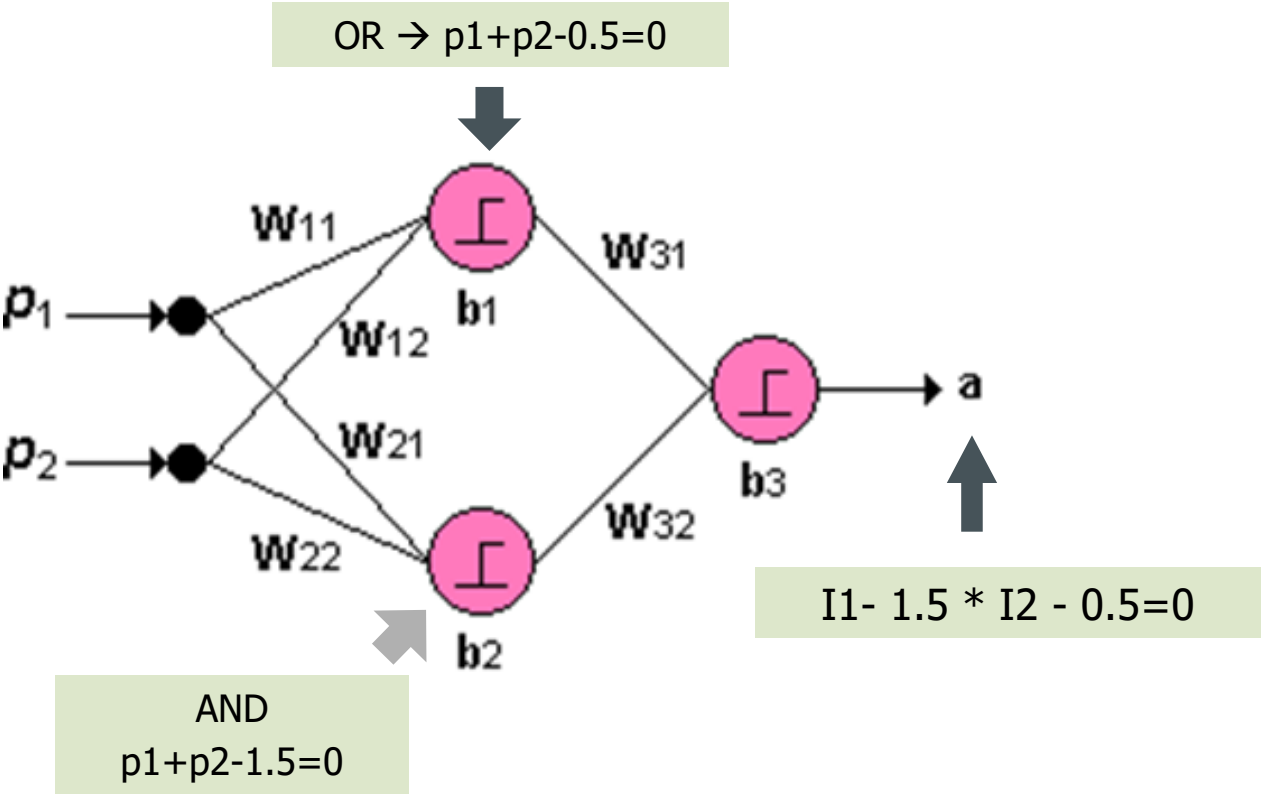 OR → p1+p2-0.5=0
W11
W31
p1
b1
W12
a
W21
p2
b3
W32
W22
I1- 1.5 * I2 - 0.5=0
b2
AND
p1+p2-1.5=0